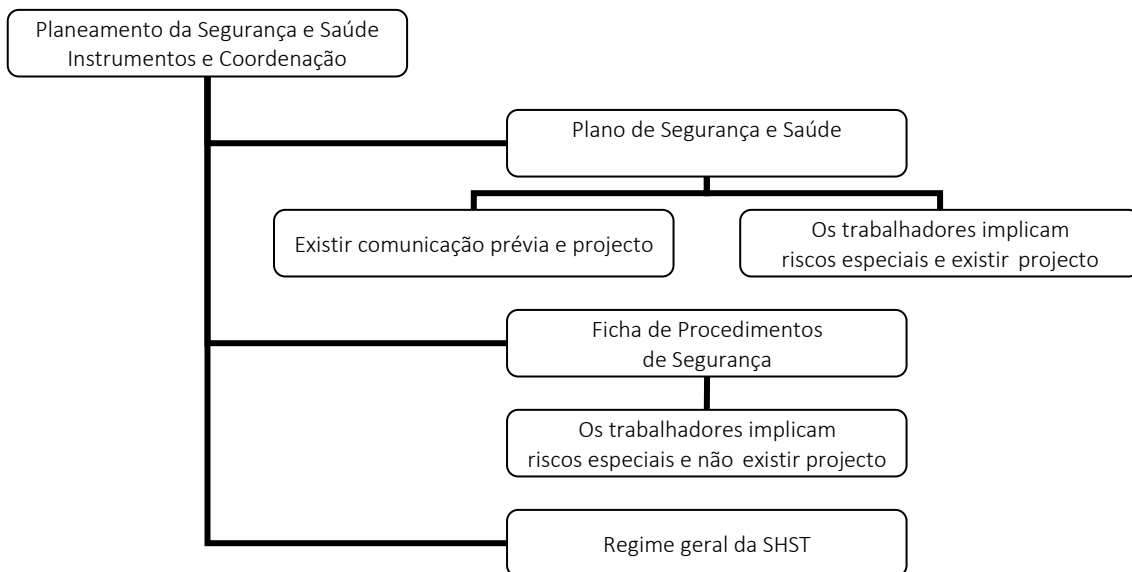 Planeamento da Segurança e Saúde
Instrumentos e Coordenação
Plano de Segurança e Saúde
Existir comunicação prévia e projecto
Os trabalhadores implicam
riscos especiais e existir projecto
Ficha de Procedimentos
de Segurança
Os trabalhadores implicam
riscos especiais e não existir projecto
Regime geral da SHST